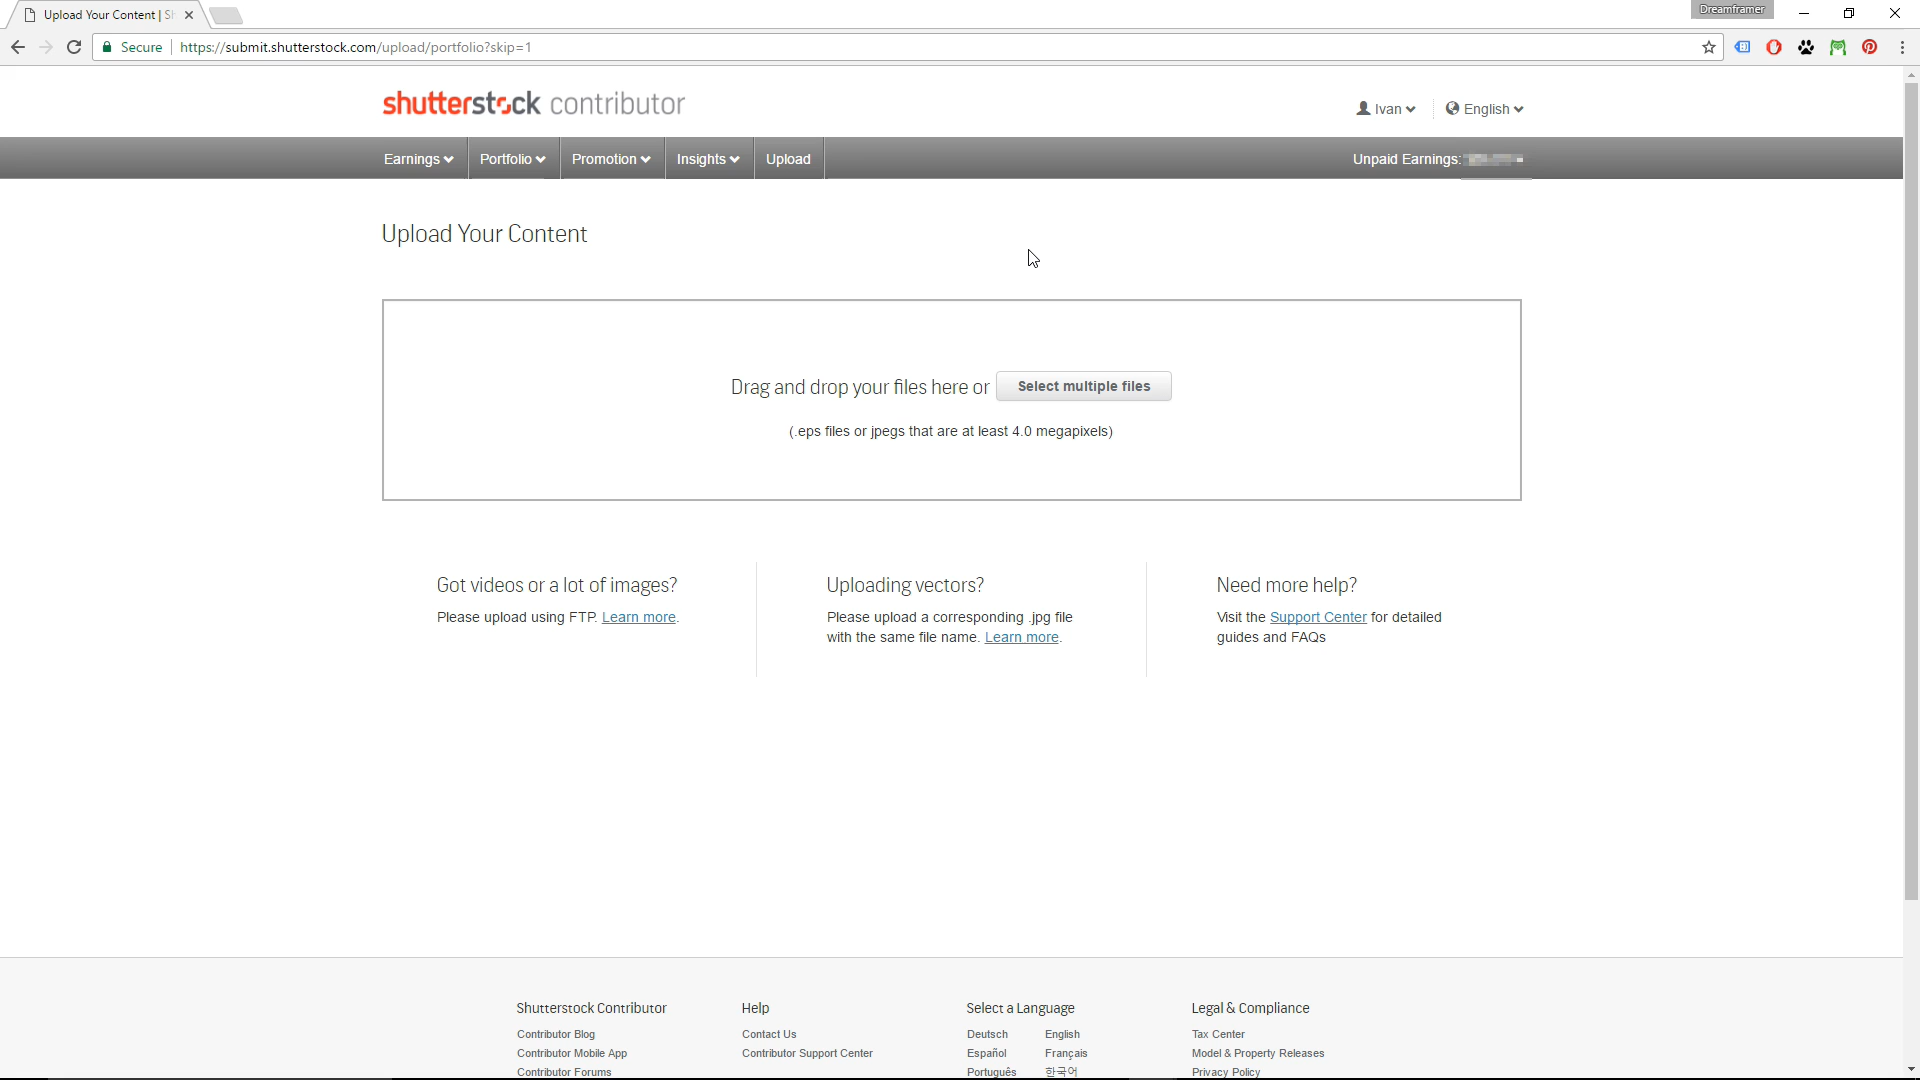 Upload Your Content | S
Dreamframer
Secure
https://submit.shutterstock.com/upload/portfolio?skip=1
shutterstock contributor
Ivan
English
Earnings
Portfolio
Promotion
Insights
Upload
Unpaid Earnings:
Upload Your Content
Drag and drop your files here or
Select multiple files
(.eps files or jpegs that are at least 4.0 megapixels)
Got videos or a lot of images?
Please upload using FTP. Learn more.
Uploading vectors?
Please upload a corresponding .jpg file
with the same file name. Learn more.
Need more help?
Visit the Support Center for detailed
guides and FAQs
Shutterstock Contributor
Contributor Blog
Contributor Mobile App
Contributor Forums
Help
Contact Us
Contributor Support Center
Select a Language
Deutsch English
Español Français
Português 한국어
Legal & Compliance
Tax Center
Model & Property Releases
Privacy Policy